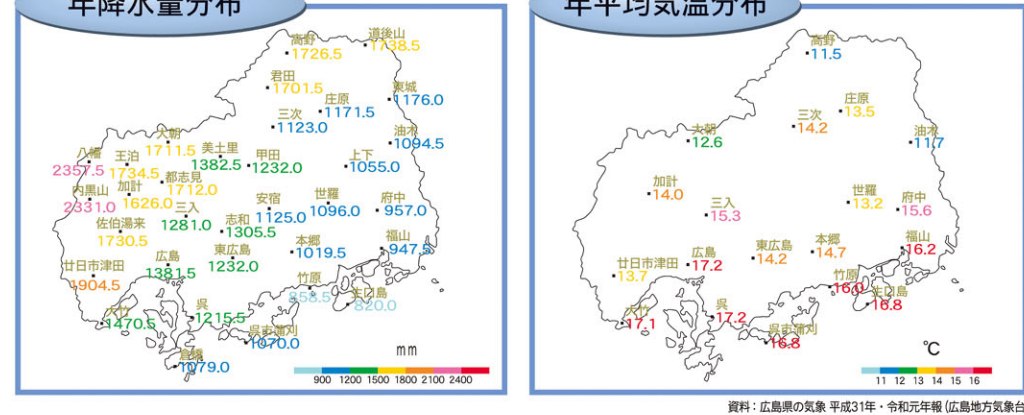 年降水量分布
高野
1726.5
道後山
1738.5
君田
1701.5
東城
1176.0
庄原
1171.5
三次
1123.0
油木
1094.5
大朝
1711.5
美土里
1382.5
甲田
1232.0
上下
1055.0
八幡
2357.5
王泊
1734.5
都志見
1712.0
内黒山
2331.0
加計
1626.0
三入
1281.0
安宿
1125.0
世羅
1096.0
府中
957.0
佐伯湯来
1730.5
志和
1305.5
本郷
1019.5
福山
947.5
廿日市津田
1904.5
広島
1381.5
東広島
1232.0
竹原
858.5
生口島
820.0
大竹
1470.5
呉
1215.5
呉市蒲刈
1070.0
倉橋
1079.0
mm
900 1200 1500 1800 2100 2400
年平均気温分布
高野
11.5
庄原
13.5
三次
14.2
大朝
12.6
油木
11.7
加計
14.0
三入
15.3
世羅
13.2
府中
15.6
福山
16.2
広島
17.2
東広島
14.2
本郷
14.7
廿日市津田
13.7
竹原
16.0
生口島
16.8
大竹
17.1
呉
17.2
呉市蒲刈
16.8
℃
11 12 13 14 15 16
資料：広島県の気象 平成31年・令和元年報（広島地方気象台